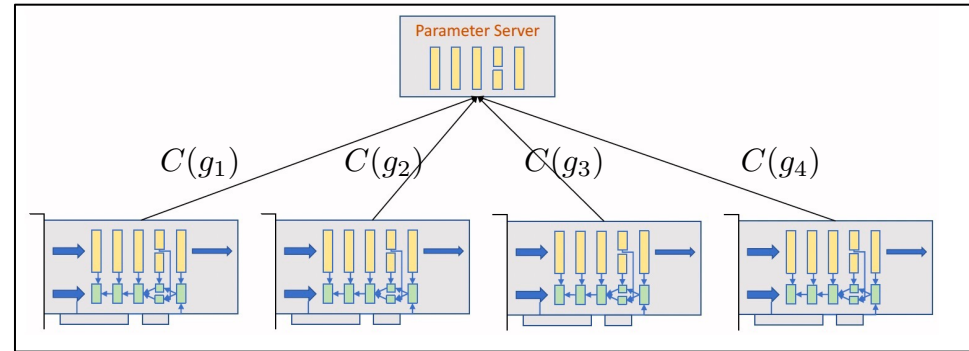 Parameter Server
C(g₁)
C(g₂)
C(g₃)
C(g₄)